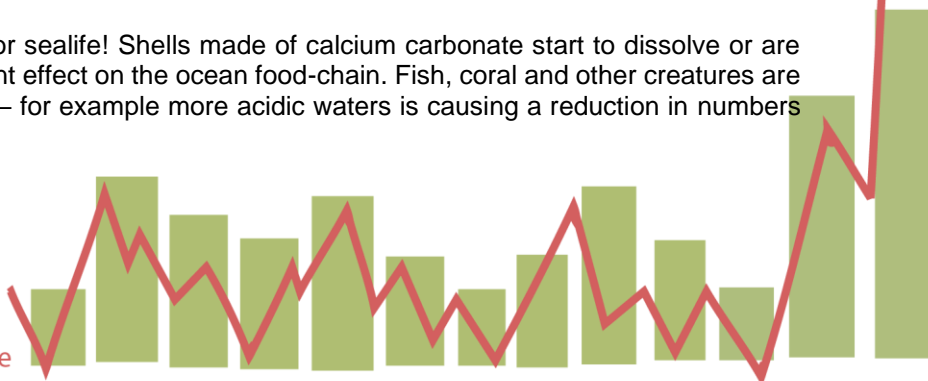 or sealife! Shells made of calcium carbonate start to dissolve or are
nt effect on the ocean food-chain. Fish, coral and other creatures are
– for example more acidic waters is causing a reduction in numbers
e